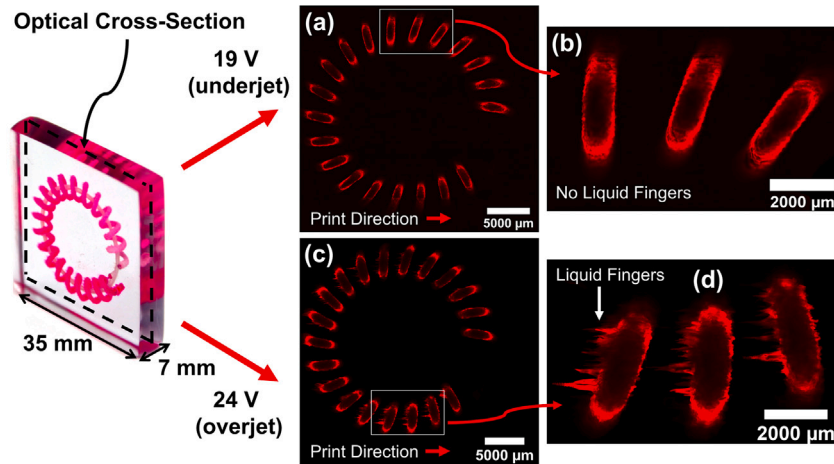 Optical Cross-Section
19 V
(underjet)
35 mm
7 mm
24 V
(overjet)
(a)
Print Direction
5000 µm
(b)
No Liquid Fingers
2000 µm
(c)
Print Direction
5000 µm
Liquid Fingers
(d)
2000 µm